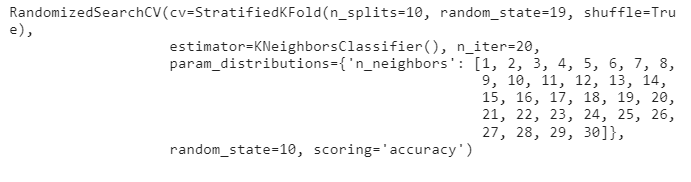 RandomizedSearchCV(cv=StratifiedKFold(n_splits=10, random_state=19, shuffle=Tru
e),
                   estimator=KNeighborsClassifier(), n_iter=20,
                   param_distributions={'n_neighbors': [1, 2, 3, 4, 5, 6, 7, 8,
                                                        9, 10, 11, 12, 13, 14,
                                                        15, 16, 17, 18, 19, 20,
                                                        21, 22, 23, 24, 25, 26,
                                                        27, 28, 29, 30]},
                   random_state=10, scoring='accuracy')